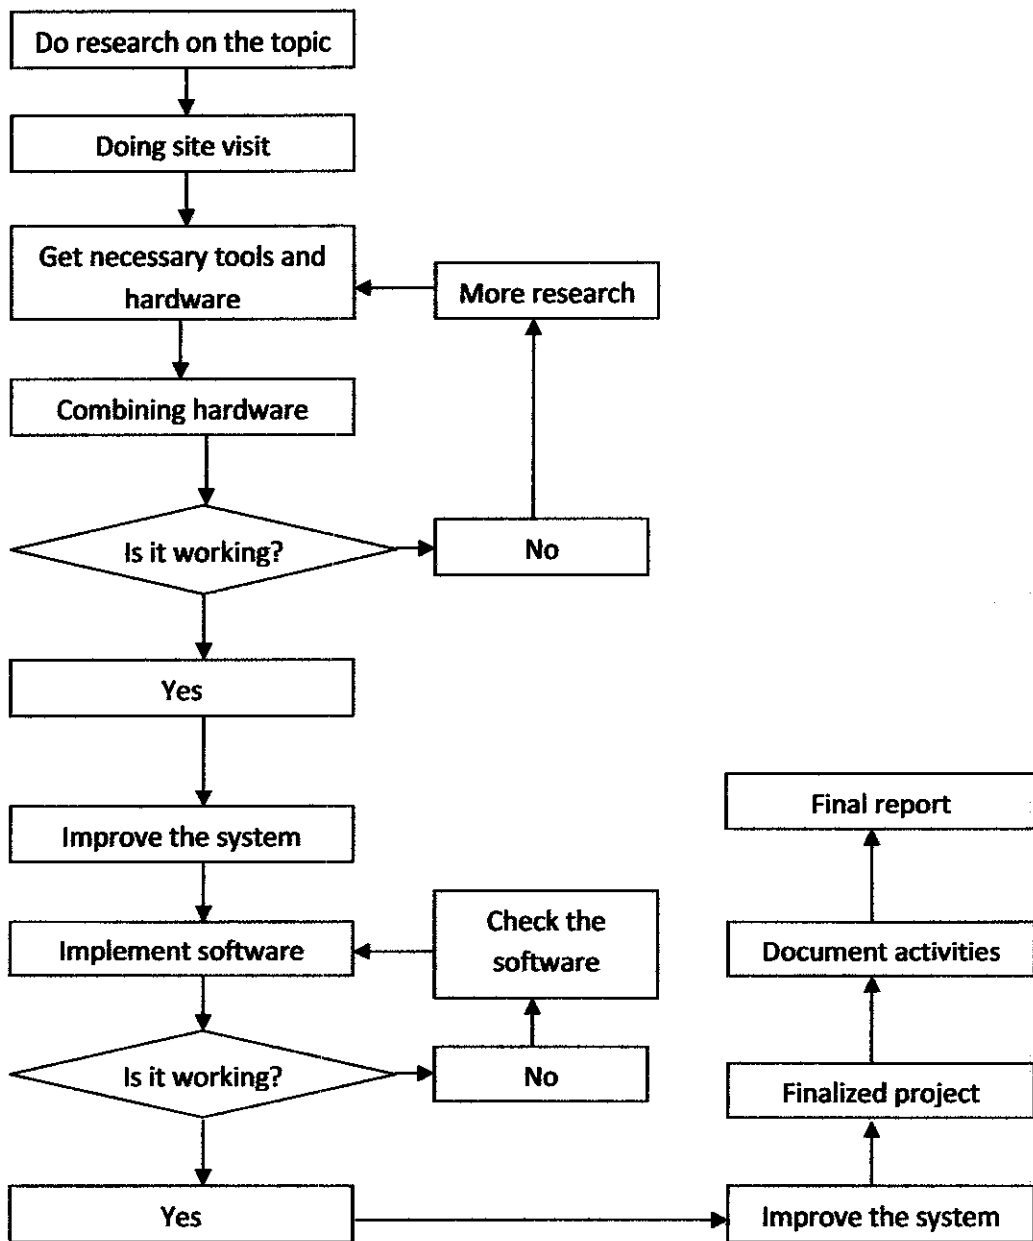 Do research on the topic
Doing site visit
Get necessary tools and
hardware
More research
Combining hardware
Is it working?
No
Yes
Improve the system
Implement software
Check the
software
Is it working?
No
Yes
Improve the system
Finalized project
Document activities
Final report